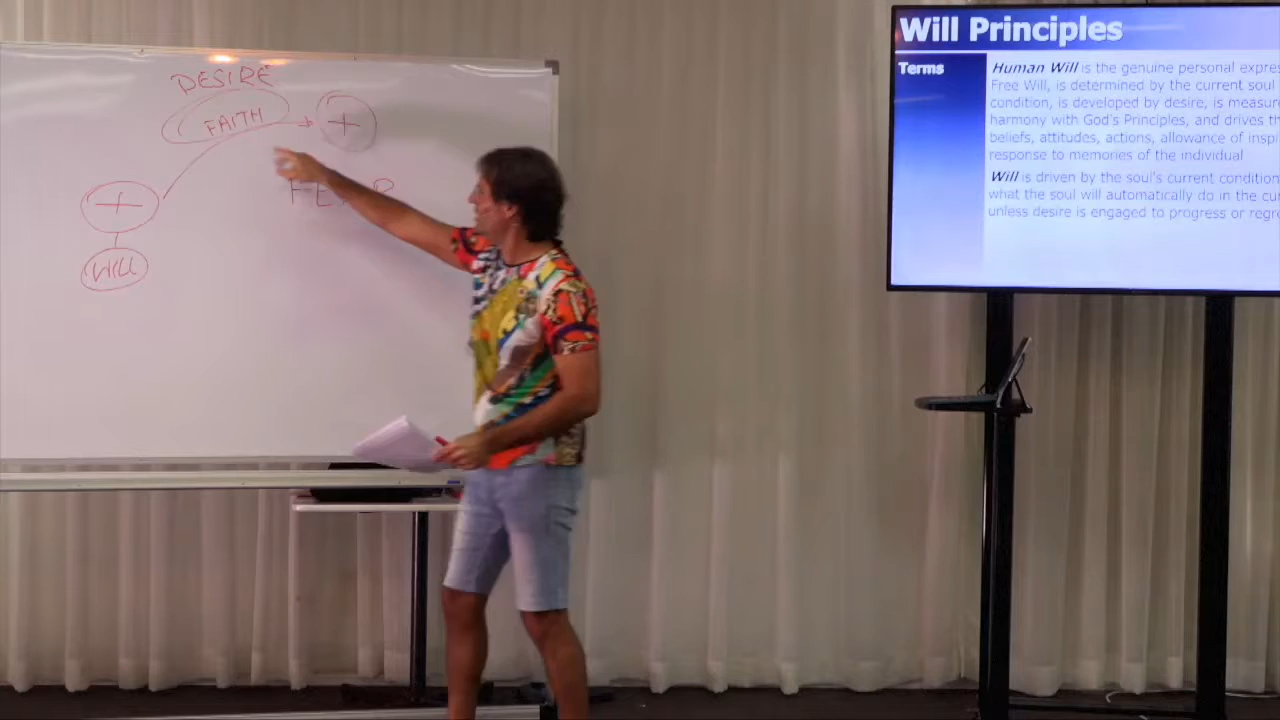 DESIRE
FAITH
+
+
WILL
Will Principles
Terms
Human Will is the genuine personal expres
Free Will, is determined by the current soul
condition, is developed by desire, is measur
harmony with God's Principles, and drives th
beliefs, attitudes, actions, allowance of inspi
response to memories of the individual
Will is driven by the soul's current condition
what the soul will automatically do in the cu
unless desire is engaged to progress or regr